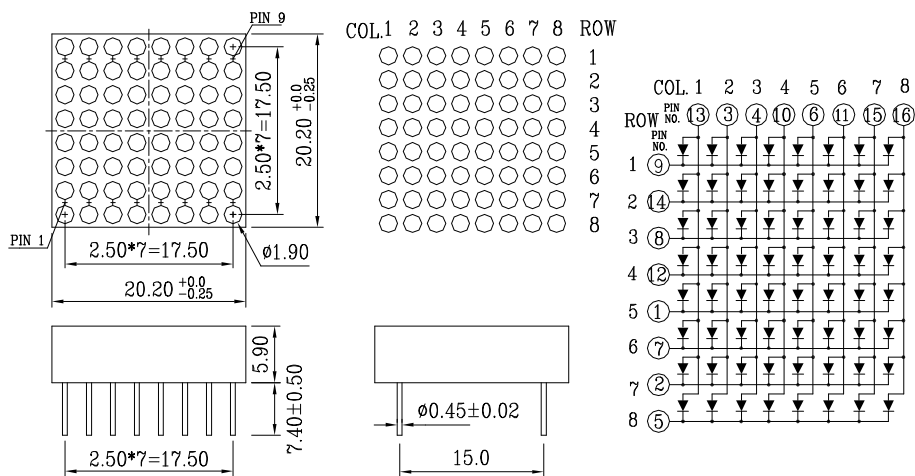 PIN 9
2.50*7=17.50
20.20 +0.0 -0.25
PIN 1
ø1.90
2.50*7=17.50
20.20 +0.0 -0.25
COL. 1 2 3 4 5 6 7 8 ROW
1
2
3
4
5
6
7
8
COL. 1 2 3 4 5 6 7 8
ROW PIN NO. 13 3 4 10 6 11 15 16
PIN NO.
1 9
2 14
3 8
4 12
5 1
6 7
7 2
8 5
5.90
7.40±0.50
2.50*7=17.50
ø0.45±0.02
15.0